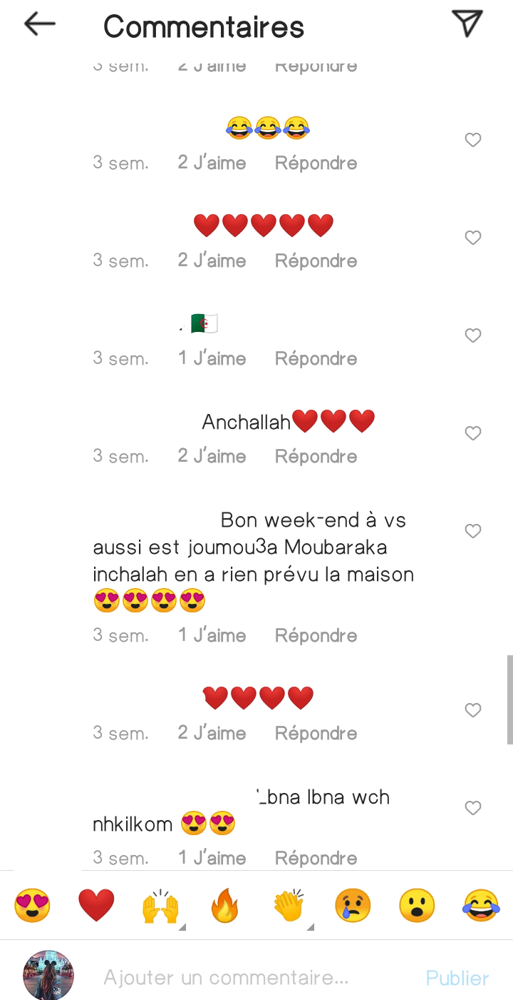 Commentaires
3 sem. 2 J'aime Répondre
😂😂😂
3 sem. 2 J'aime Répondre
❤️❤️❤️❤️❤️
3 sem. 2 J'aime Répondre
🇩🇿
3 sem. 1 J'aime Répondre
Anchallah❤️❤️❤️
3 sem. 2 J'aime Répondre
Bon week-end à vs
aussi est joumou3a Moubaraka
inchalah en a rien prévu la maison
😍😍😍😍
3 sem. 1 J'aime Répondre
❤️❤️❤️❤️
3 sem. 2 J'aime Répondre
lbna wch
nhkilkom 😍😍
3 sem. 1 J'aime Répondre
😍 ❤️ 🙌 🔥 👏 😢 😮 😂
Ajouter un commentaire... Publier